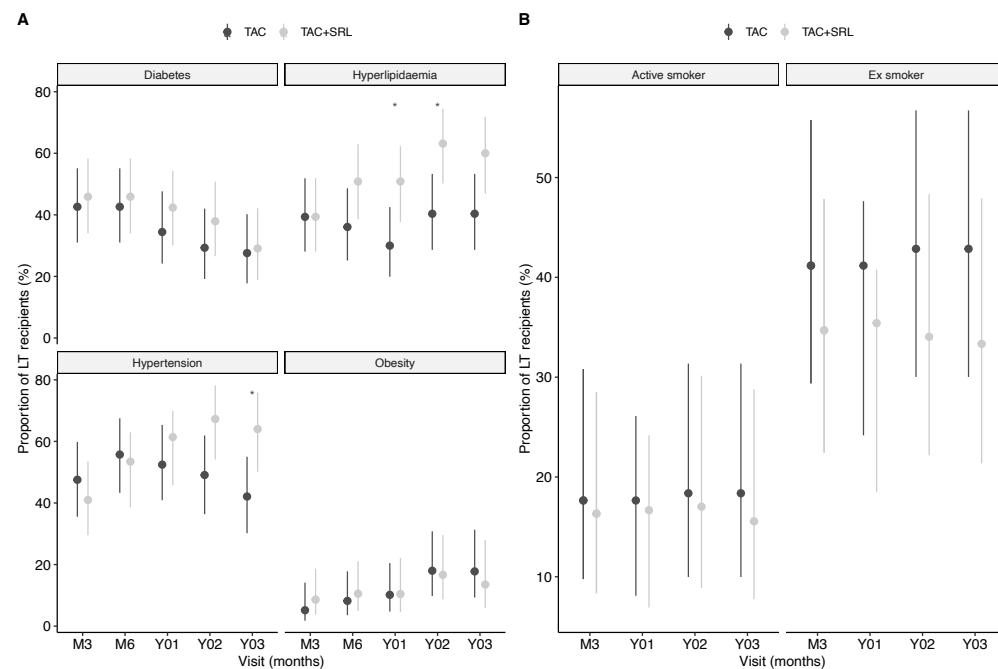 A
TAC TAC+SRL
Diabetes Hyperlipidaemia
80
60
40
20
0
* *
Hypertension Obesity
80
60
40
20
0
*
Proportion of LT recipients (%)
M3 M6 Y01 Y02 Y03 M3 M6 Y01 Y02 Y03
Visit (months)
B
TAC TAC+SRL
Active smoker Ex smoker
50
40
30
20
10
Proportion of LT recipients (%)
M3 Y01 Y02 Y03 M3 Y01 Y02 Y03
Visit (months)